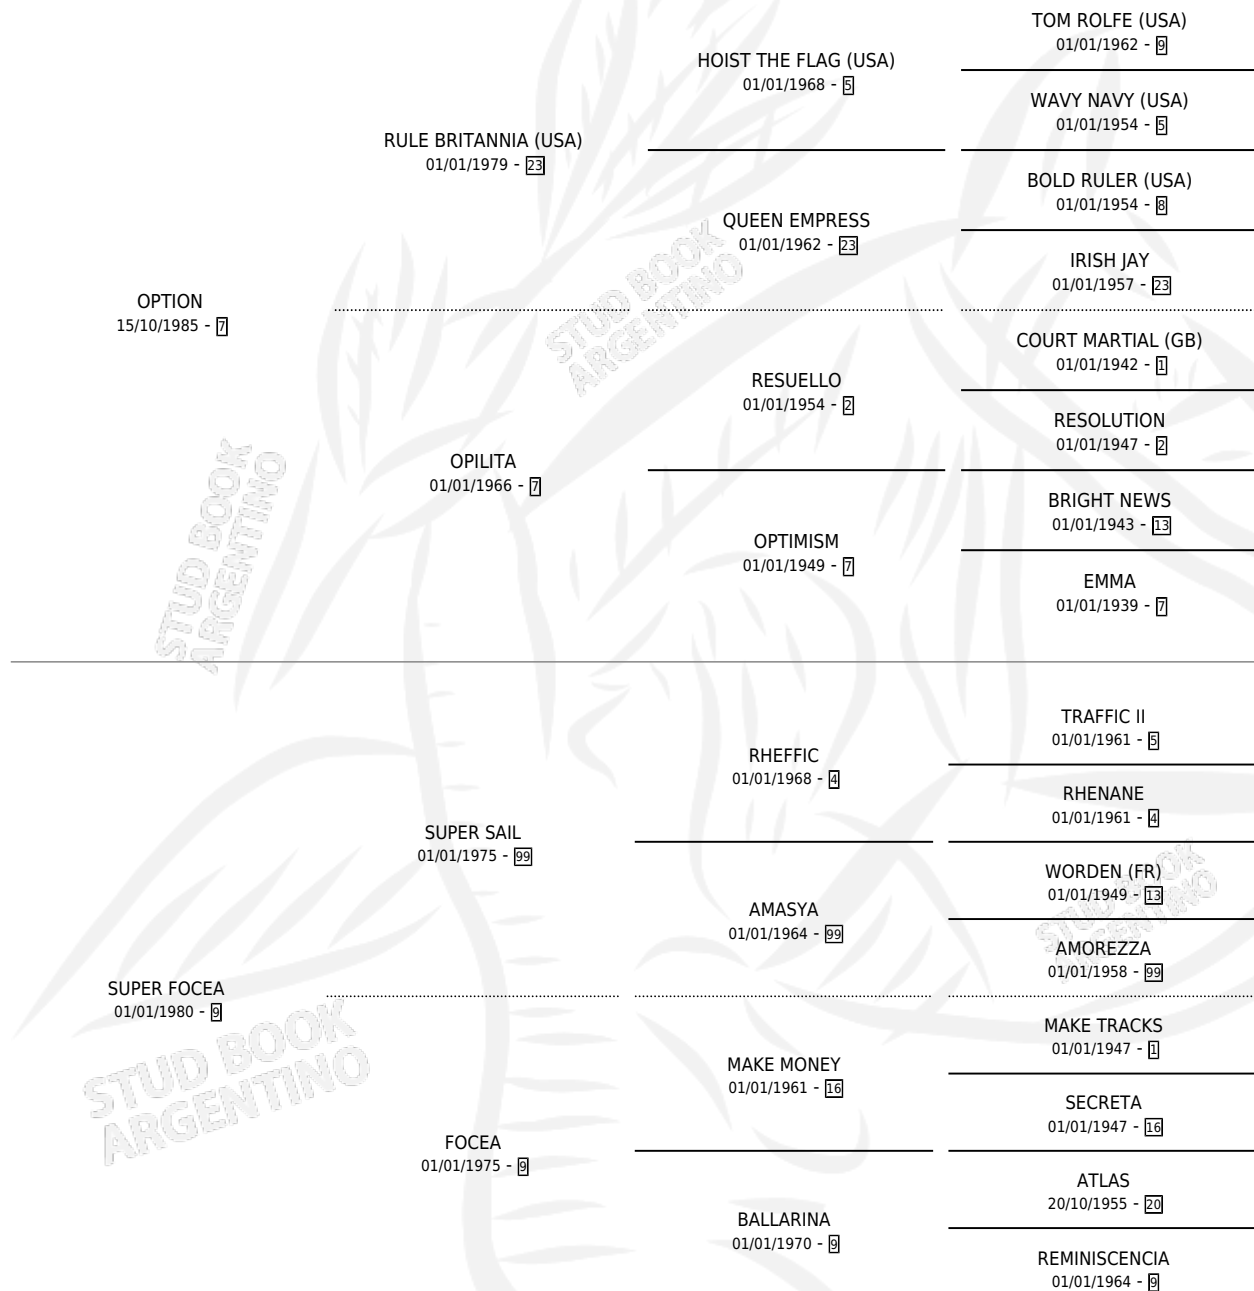 TOM ROLFE (USA)
01/01/1962 - 9
HOIST THE FLAG (USA)
01/01/1968 - 5
WAVY NAVY (USA)
01/01/1954 - 5
RULE BRITANNIA (USA)
01/01/1979 - 23
BOLD RULER (USA)
01/01/1954 - 8
QUEEN EMPRESS
01/01/1962 - 23
IRISH JAY
01/01/1957 - 23
OPTION
15/10/1985 - 7
COURT MARTIAL (GB)
01/01/1942 - 1
RESUELLO
01/01/1954 - 2
RESOLUTION
01/01/1947 - 2
OPILITA
01/01/1966 - 7
BRIGHT NEWS
01/01/1943 - 13
OPTIMISM
01/01/1949 - 7
EMMA
01/01/1939 - 7
TRAFFIC II
01/01/1961 - 5
RHEFFIC
01/01/1968 - 4
RHENANE
01/01/1961 - 4
SUPER SAIL
01/01/1975 - 99
WORDEN (FR)
01/01/1949 - 13
AMASYA
01/01/1964 - 99
AMOREZZA
01/01/1958 - 99
SUPER FOCEA
01/01/1980 - 9
MAKE TRACKS
01/01/1947 - 1
MAKE MONEY
01/01/1961 - 16
SECRETA
01/01/1947 - 16
FOCEA
01/01/1975 - 9
ATLAS
20/10/1955 - 20
BALLARINA
01/01/1970 - 9
REMINISCENCIA
01/01/1964 - 9
STUD BOOK
ARGENTINO
STUD BOOK
ARGENTINO
STUD BOOK
ARGENTINO
STUD BOOK
ARGENTINO